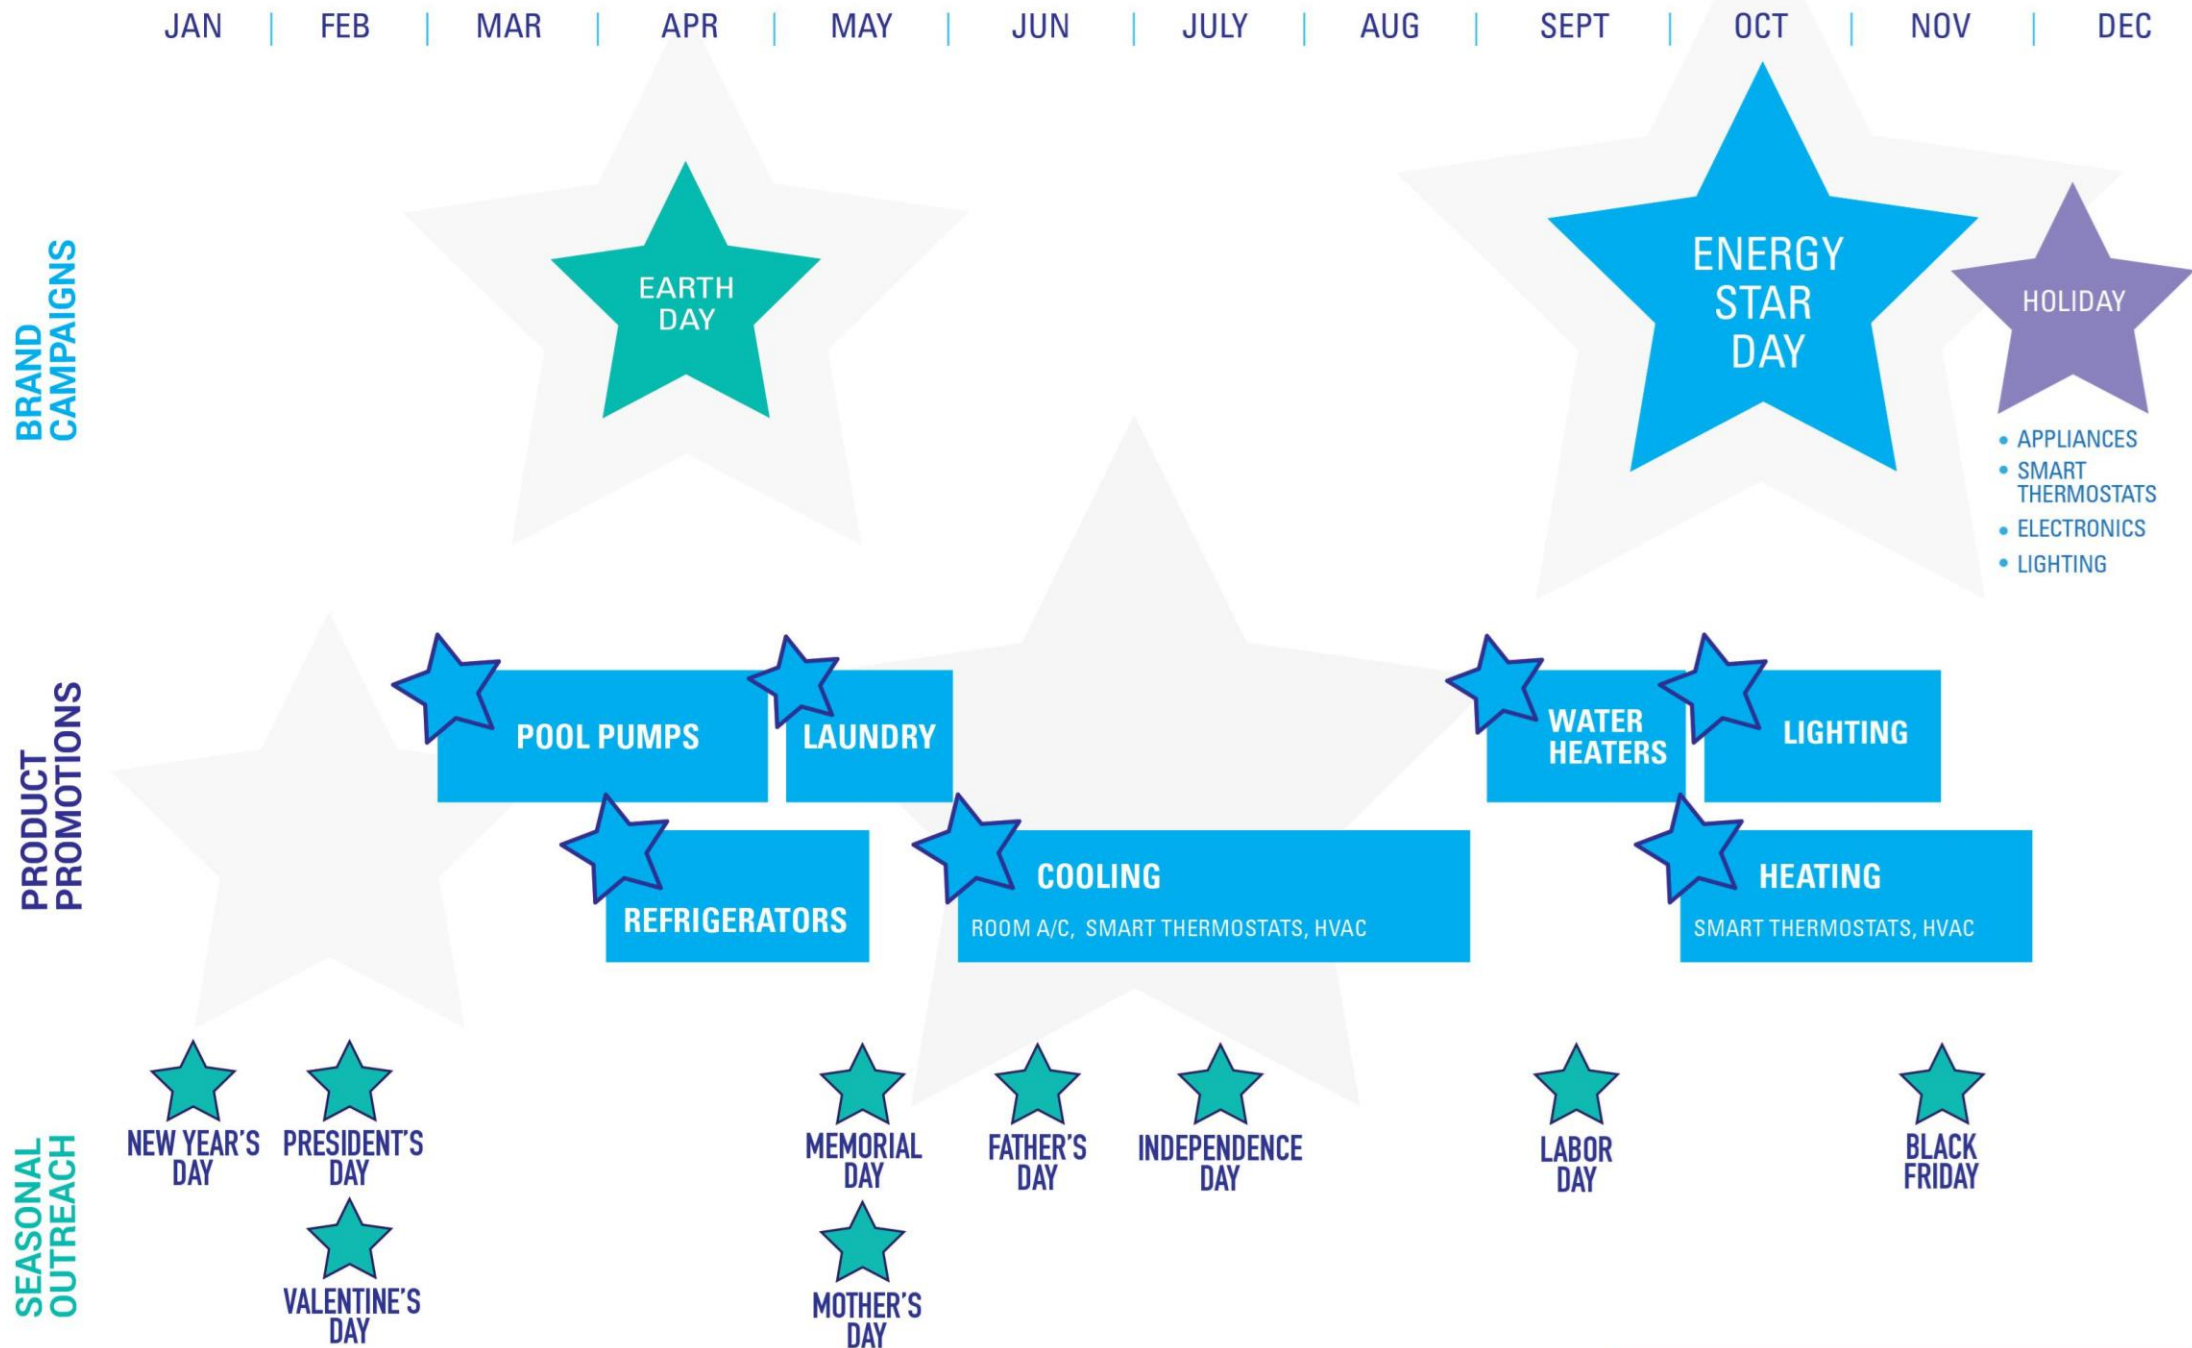 JAN | FEB | MAR | APR | MAY | JUN | JULY | AUG | SEPT | OCT | NOV | DEC
BRAND
CAMPAIGNS
EARTH
DAY
ENERGY
STAR
DAY
HOLIDAY
• APPLIANCES
• SMART
THERMOSTATS
• ELECTRONICS
• LIGHTING
PRODUCT
PROMOTIONS
POOL PUMPS
LAUNDRY
WATER
HEATERS
LIGHTING
REFRIGERATORS
COOLING
ROOM A/C, SMART THERMOSTATS, HVAC
HEATING
SMART THERMOSTATS, HVAC
SEASONAL
OUTREACH
NEW YEAR'S
DAY
PRESIDENT'S
DAY
MEMORIAL
DAY
FATHER'S
DAY
INDEPENDENCE
DAY
LABOR
DAY
BLACK
FRIDAY
VALENTINE'S
DAY
MOTHER'S
DAY